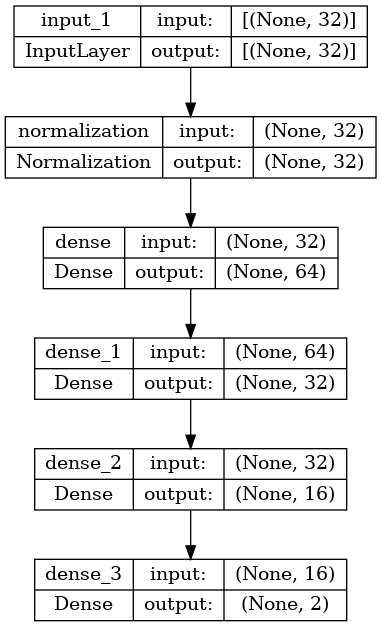 input_1 input: [(None, 32)]
InputLayer output: [(None, 32)]
normalization input: (None, 32)
Normalization output: (None, 32)
dense input: (None, 32)
Dense output: (None, 64)
dense_1 input: (None, 64)
Dense output: (None, 32)
dense_2 input: (None, 32)
Dense output: (None, 16)
dense_3 input: (None, 16)
Dense output: (None, 2)